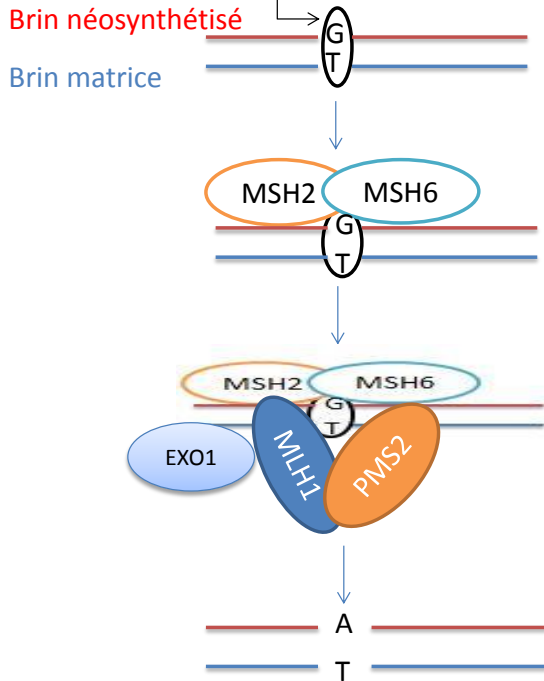 Brin néosynthétisé
G
T
Brin matrice
MSH2 MSH6
G
T
MSH2 MSH6
G
T
EXO1 MLH1 PMS2
A
T